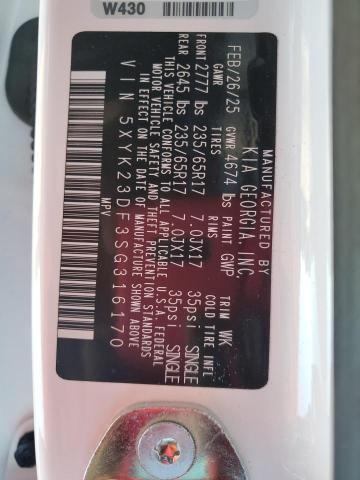 W430
MANUFACTURED BY
KIA GEORGIA, INC.
FEB/26/25 GVWR 4674 lbs PAINT GWP TRIM WK
GAWR TIRES RIMS COLD TIRE INFL
FRONT 2777 lbs 235/65R17 7.0JX17 35psi SINGLE
REAR 2645 lbs 235/65R17 7.0JX17 35psi SINGLE
THIS VEHICLE CONFORMS TO ALL APPLICABLE U.S.A. FEDERAL
MOTOR VEHICLE SAFETY AND THEFT PREVENTION STANDARDS
IN EFFECT ON THE DATE OF MANUFACTURE SHOWN ABOVE
VIN 5XYK23DF3SG316170
MPV